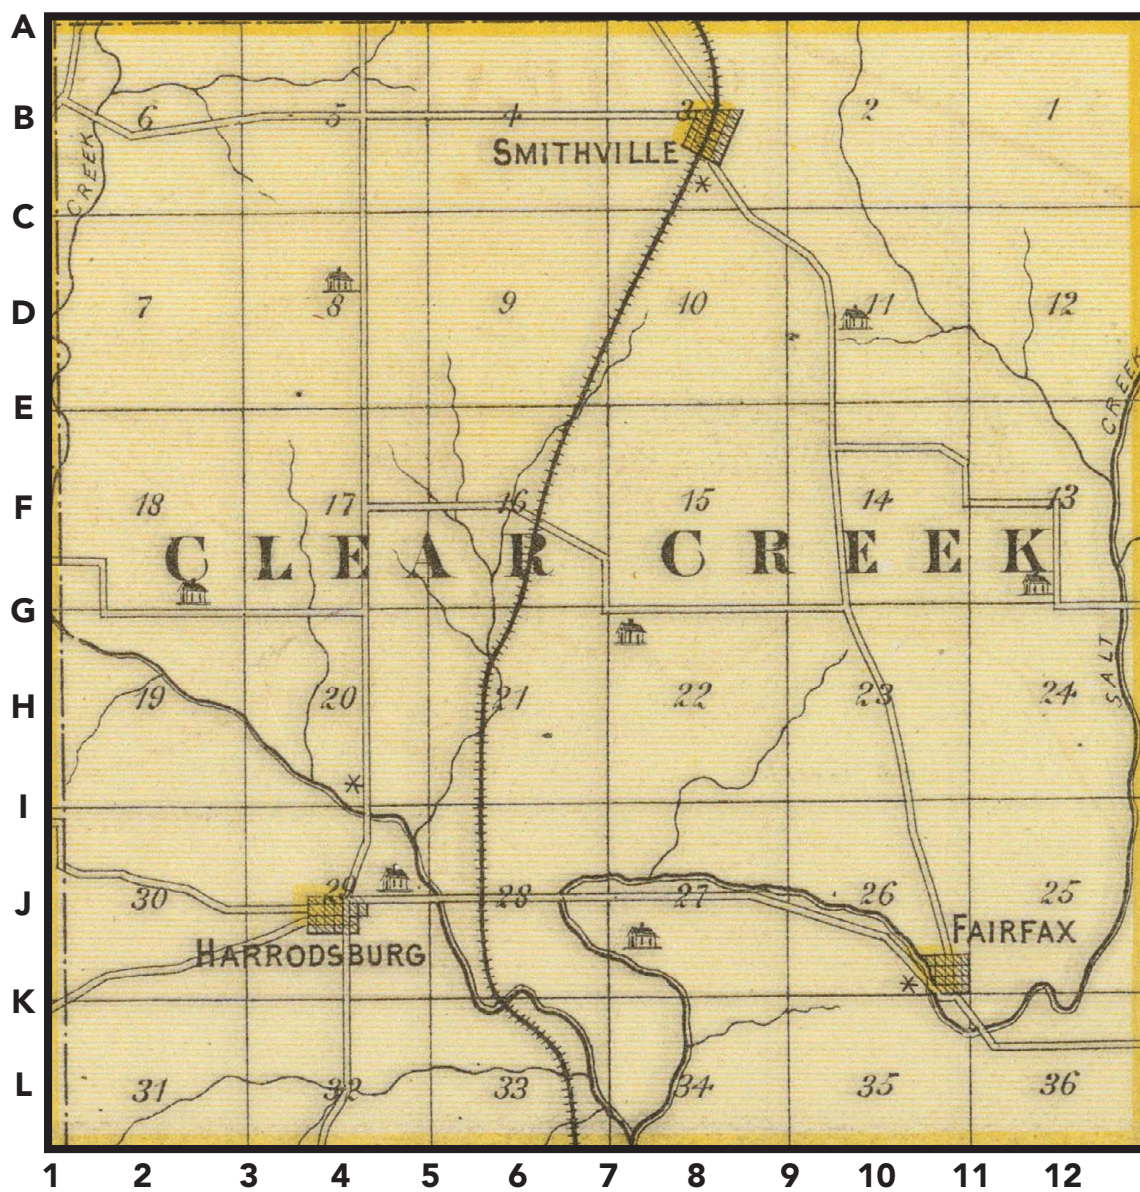 A
B
6
5
4
3
2
1
SMITHVILLE
CREEK
C
D
7
8
9
10
11
12
CREEK
E
F
18
17
16
15
14
13
CLEAR CREEK
G
SALT
H
19
20
21
22
23
24
I
J
30
29
28
27
26
25
FAIRFAX
HARRODSBURG
K
L
31
32
33
34
35
36
1 2 3 4 5 6 7 8 9 10 11 12